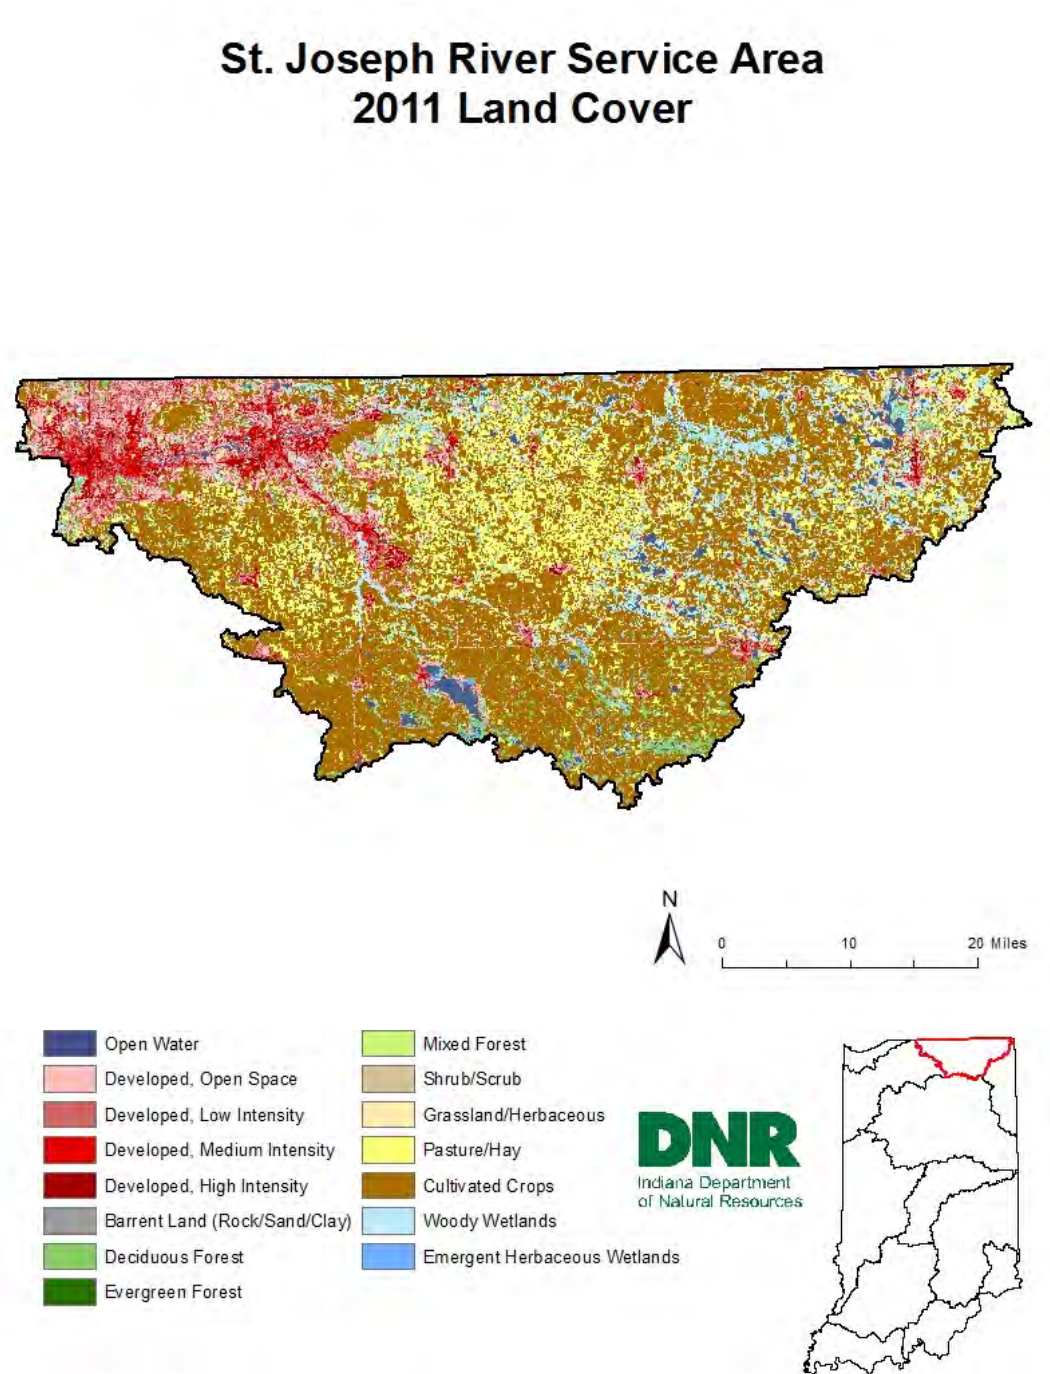 St. Joseph River Service Area
2011 Land Cover
N
0 10 20 Miles
Open Water
Developed, Open Space
Developed, Low Intensity
Developed, Medium Intensity
Developed, High Intensity
Barrent Land (Rock/Sand/Clay)
Deciduous Forest
Evergreen Forest
Mixed Forest
Shrub/Scrub
Grassland/Herbaceous
Pasture/Hay
Cultivated Crops
Woody Wetlands
Emergent Herbaceous Wetlands
DNR
Indiana Department
of Natural Resources